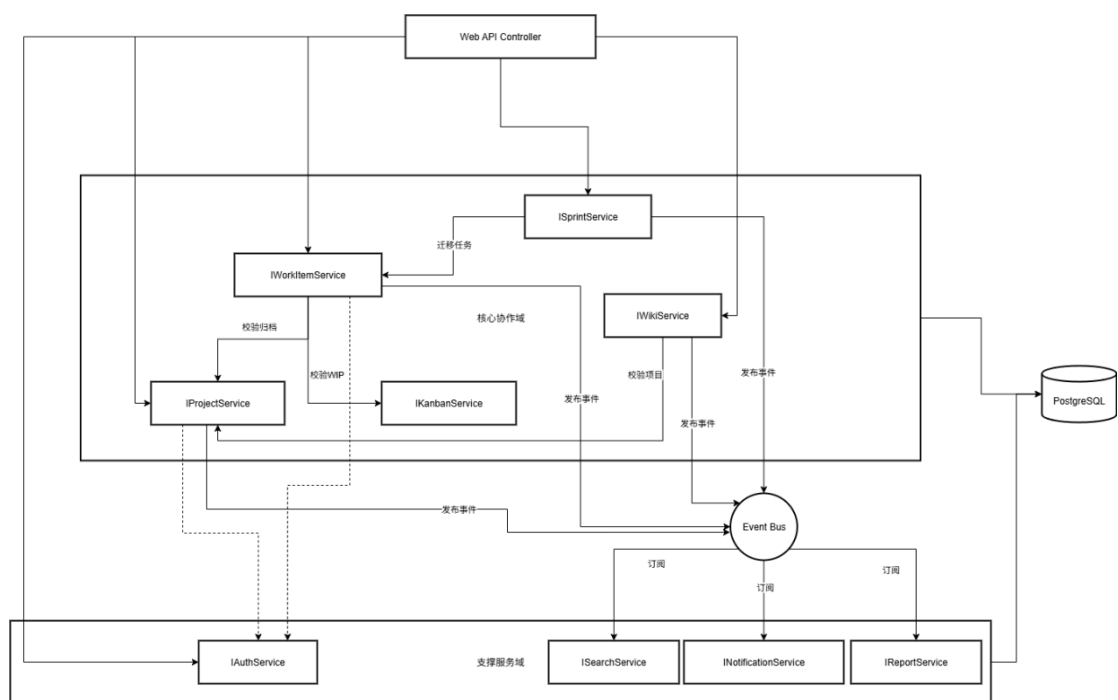 Web API Controller
ISprintService
迁移任务
IWorkItemService
IWikiService
核心协作域
校验归档
校验WIP
校验项目
发布事件
IProjectService
IKanbanService
发布事件
发布事件
PostgreSQL
发布事件
Event Bus
订阅
订阅
订阅
IAuthService
支撑服务域
ISearchService
INotificationService
IReportService